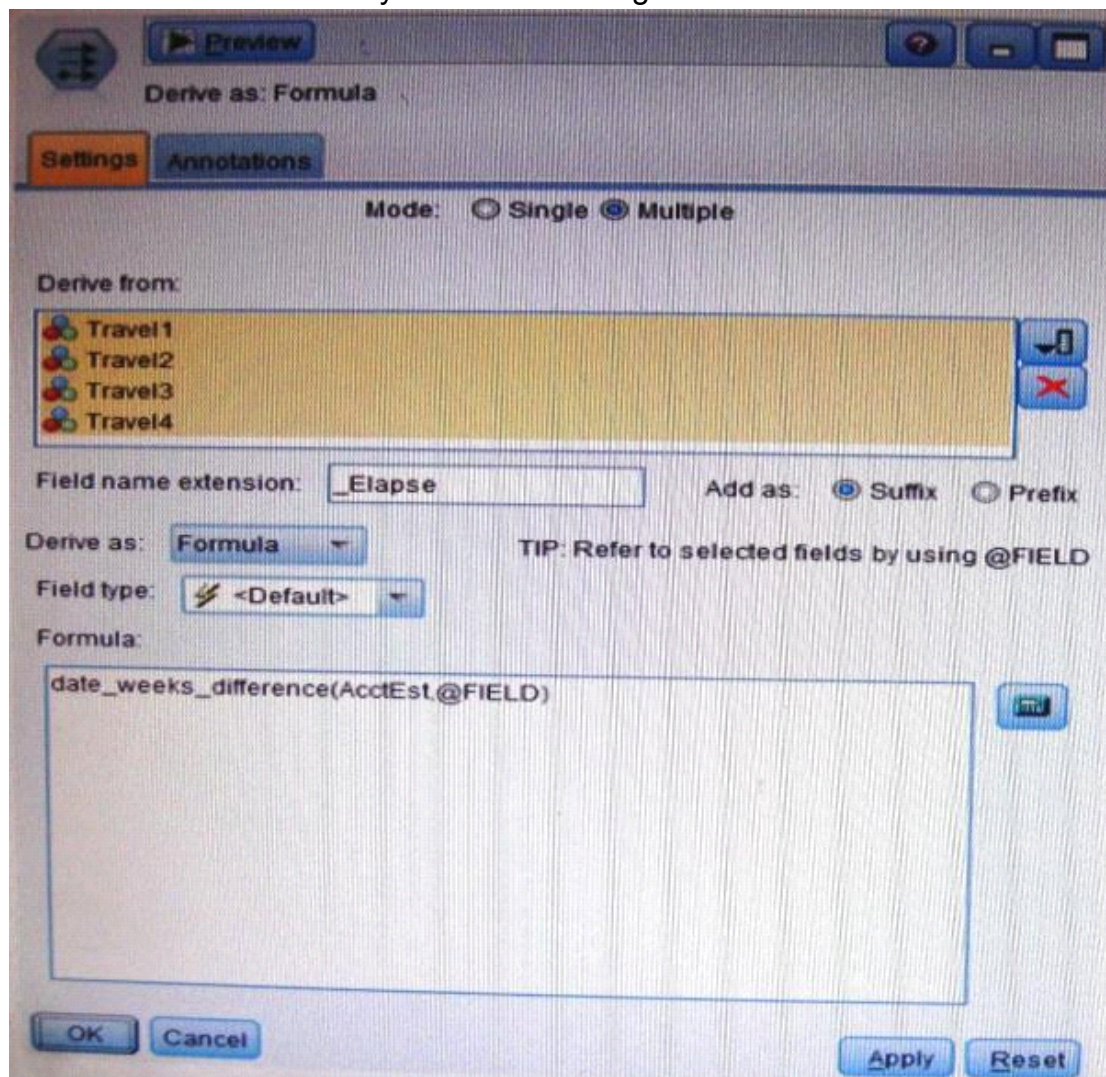 Preview
Derive as: Formula
Settings Annotations
Mode: Single Multiple
Derive from:
Travel1
Travel2
Travel3
Travel4
Field name extension: _Elapse Add as: Suffix Prefix
Derive as: Formula TIP: Refer to selected fields by using @FIELD
Field type: <Default>
Formula:
date_weeks_difference(AcctEst,@FIELD)
OK Cancel Apply Reset